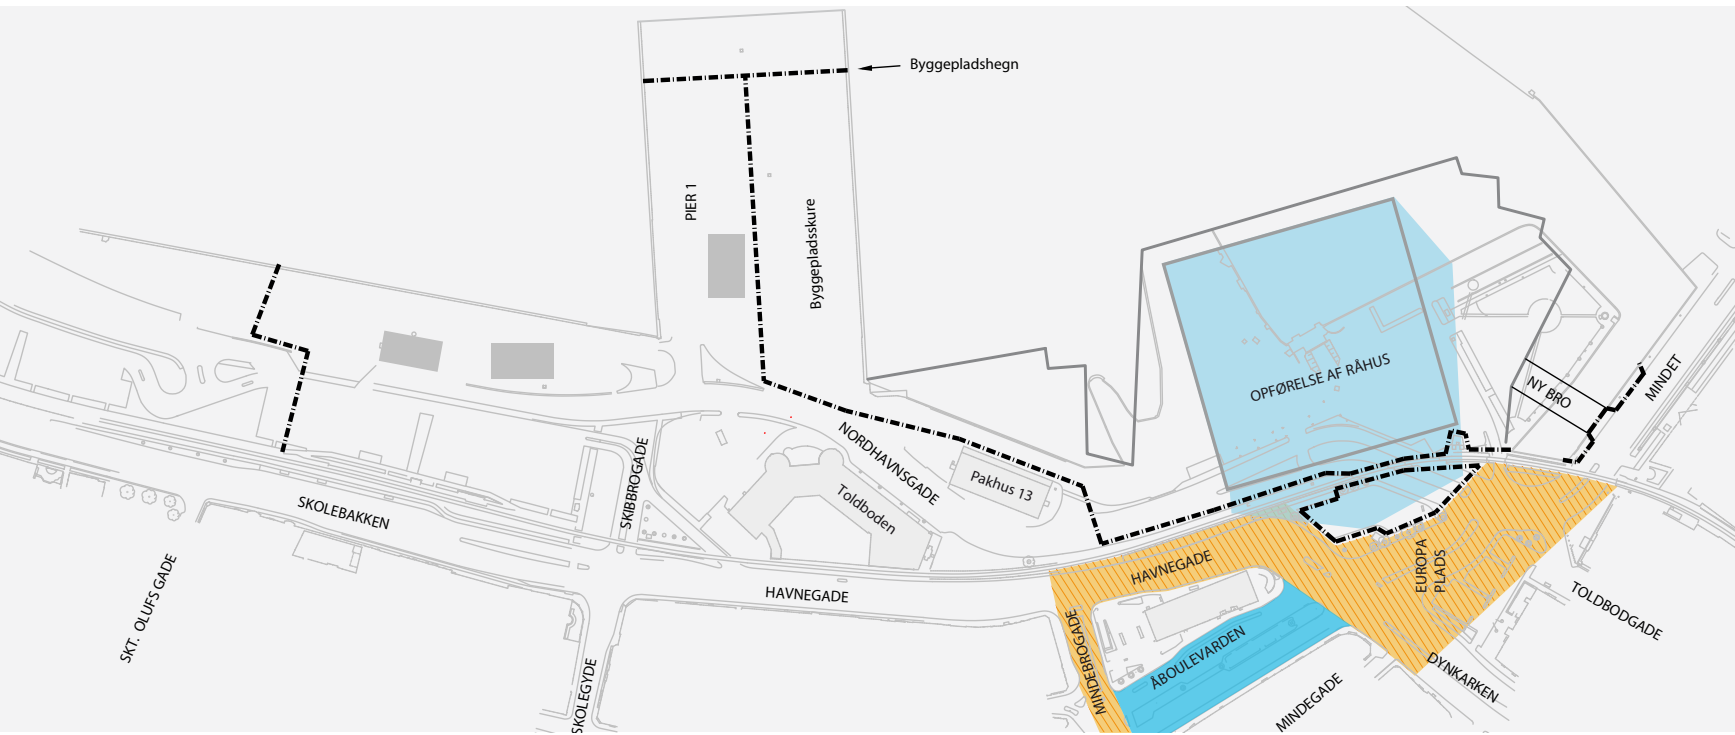 Byggepladshegn
PIER 1
Byggepladsskure
OPFØRELSE AF RÅHUS
NY BRO
MINDET
NORDHAVNSGADE
Pakhus 13
Toldboden
SKIBBROGADE
SKOLEBAKKEN
SKT. OLUFS GADE
HAVNEGADE
HAVNEGADE
EUROPA
PLADS
TOLDBODGADE
MINDEBROGADE
ÅBOULEVARDEN
DYNKARKEN
MINDEGADE
SKOLEGYDE